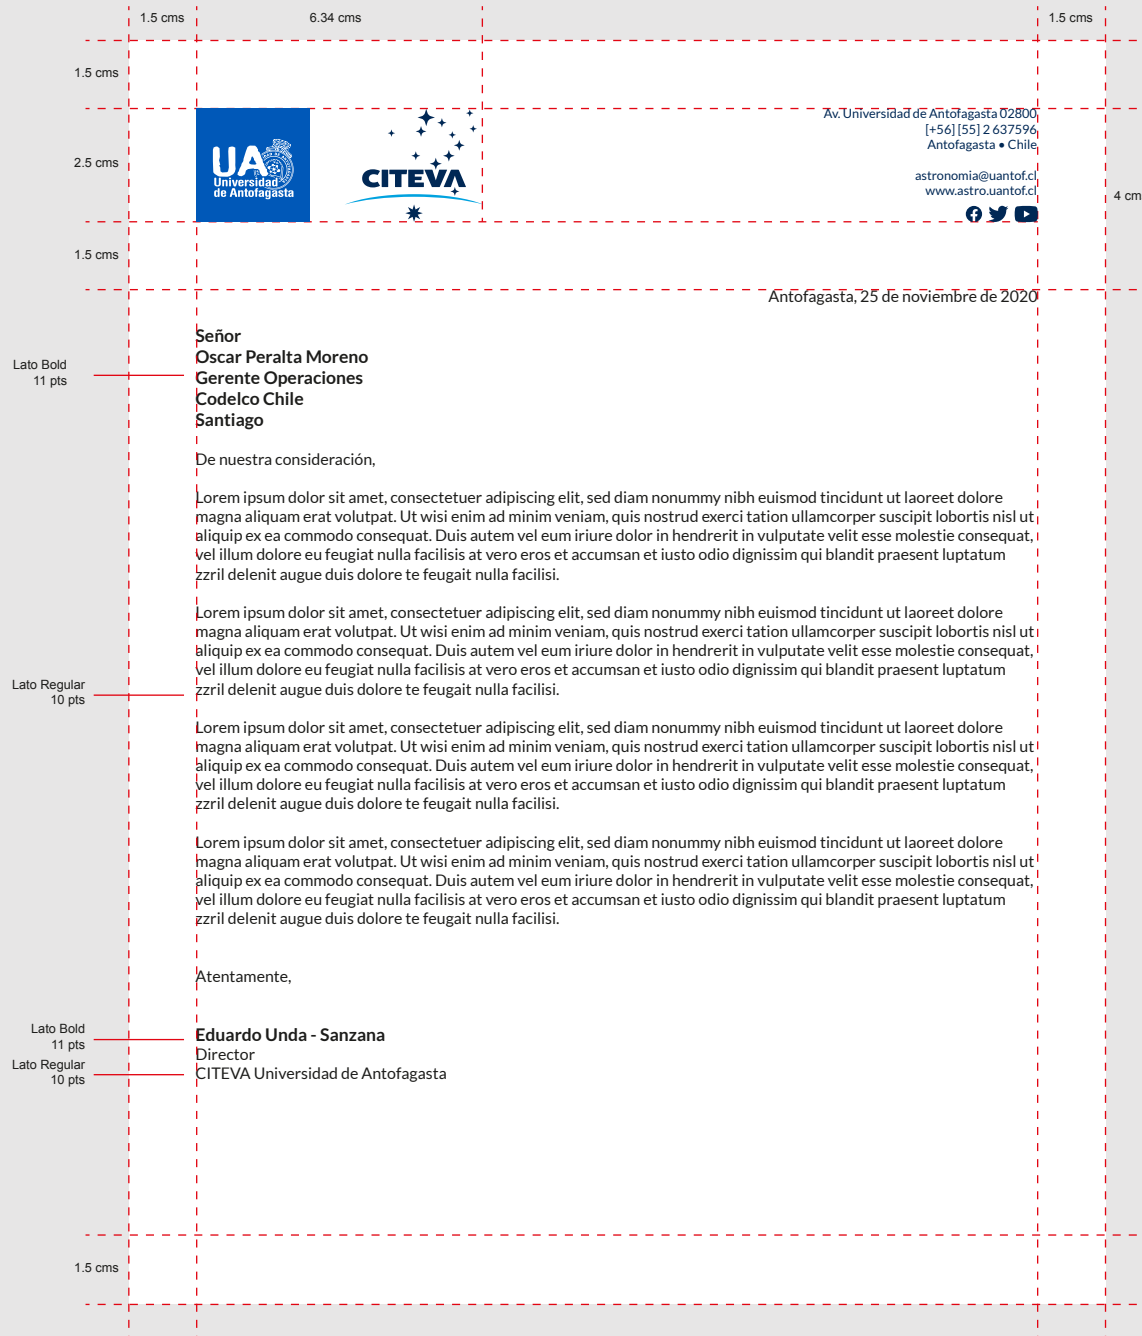 1.5 cms
6.34 cms
1.5 cms
1.5 cms
2.5 cms
1.5 cms
4 cm
UA
Universidad
de Antofagasta
CITEVA
Av. Universidad de Antofagasta 02800
[+56] [55] 2 637596
Antofagasta • Chile
astronomia@uantof.cl
www.astro.uantof.cl
Antofagasta, 25 de noviembre de 2020
Lato Bold
11 pts
Señor
Oscar Peralta Moreno
Gerente Operaciones
Codelco Chile
Santiago
De nuestra consideración,
Lorem ipsum dolor sit amet, consectetuer adipiscing elit, sed diam nonummy nibh euismod tincidunt ut laoreet dolore
magna aliquam erat volutpat. Ut wisi enim ad minim veniam, quis nostrud exerci tation ullamcorper suscipit lobortis nisl ut
aliquip ex ea commodo consequat. Duis autem vel eum iriure dolor in hendrerit in vulputate velit esse molestie consequat,
vel illum dolore eu feugiat nulla facilisis at vero eros et accumsan et iusto odio dignissim qui blandit praesent luptatum
zzril delenit augue duis dolore te feugait nulla facilisi.
Lorem ipsum dolor sit amet, consectetuer adipiscing elit, sed diam nonummy nibh euismod tincidunt ut laoreet dolore
magna aliquam erat volutpat. Ut wisi enim ad minim veniam, quis nostrud exerci tation ullamcorper suscipit lobortis nisl ut
aliquip ex ea commodo consequat. Duis autem vel eum iriure dolor in hendrerit in vulputate velit esse molestie consequat,
vel illum dolore eu feugiat nulla facilisis at vero eros et accumsan et iusto odio dignissim qui blandit praesent luptatum
zzril delenit augue duis dolore te feugait nulla facilisi.
Lato Regular
10 pts
Lorem ipsum dolor sit amet, consectetuer adipiscing elit, sed diam nonummy nibh euismod tincidunt ut laoreet dolore
magna aliquam erat volutpat. Ut wisi enim ad minim veniam, quis nostrud exerci tation ullamcorper suscipit lobortis nisl ut
aliquip ex ea commodo consequat. Duis autem vel eum iriure dolor in hendrerit in vulputate velit esse molestie consequat,
vel illum dolore eu feugiat nulla facilisis at vero eros et accumsan et iusto odio dignissim qui blandit praesent luptatum
zzril delenit augue duis dolore te feugait nulla facilisi.
Lorem ipsum dolor sit amet, consectetuer adipiscing elit, sed diam nonummy nibh euismod tincidunt ut laoreet dolore
magna aliquam erat volutpat. Ut wisi enim ad minim veniam, quis nostrud exerci tation ullamcorper suscipit lobortis nisl ut
aliquip ex ea commodo consequat. Duis autem vel eum iriure dolor in hendrerit in vulputate velit esse molestie consequat,
vel illum dolore eu feugiat nulla facilisis at vero eros et accumsan et iusto odio dignissim qui blandit praesent luptatum
zzril delenit augue duis dolore te feugait nulla facilisi.
Atentamente,
Lato Bold
11 pts
Lato Regular
10 pts
Eduardo Unda - Sanzana
Director
CITEVA Universidad de Antofagasta
1.5 cms